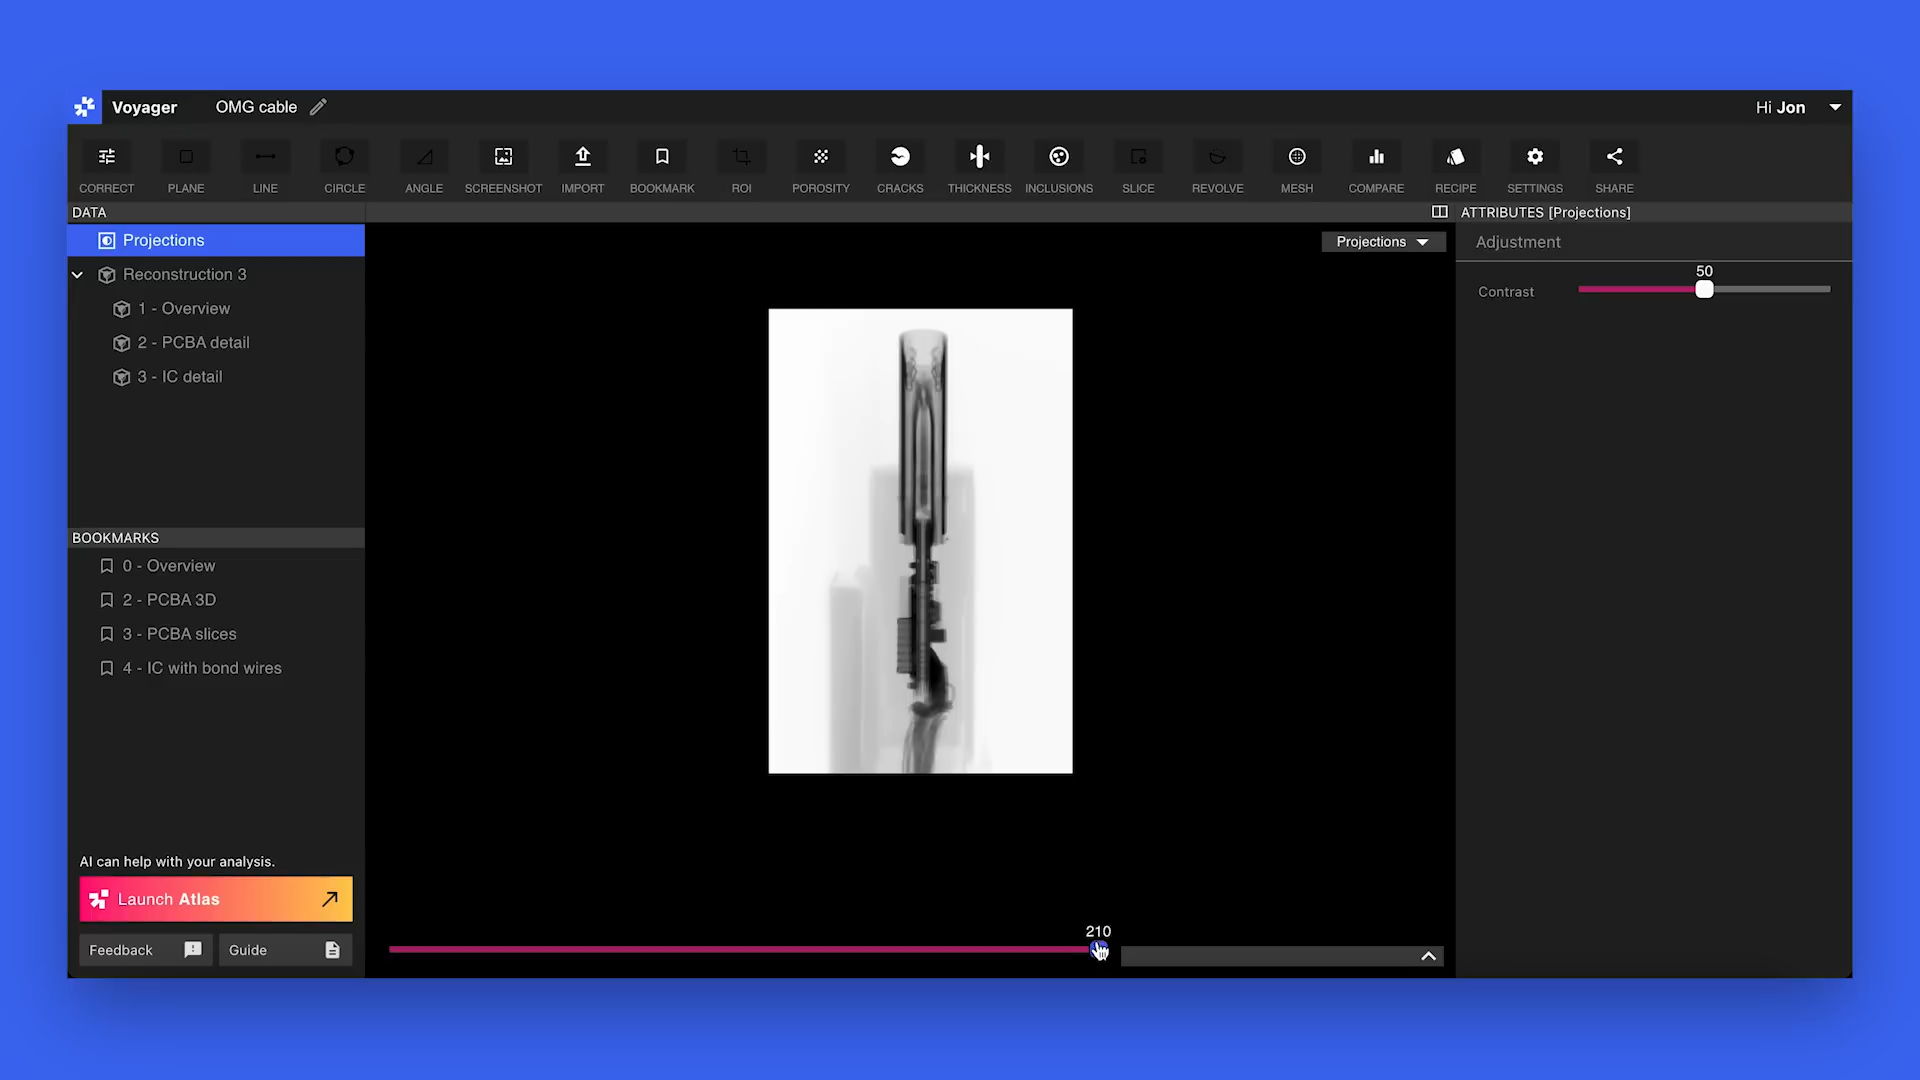 Voyager
OMG cable
Hi Jon
CORRECT
PLANE
LINE
CIRCLE
ANGLE
SCREENSHOT
IMPORT
BOOKMARK
ROI
POROSITY
CRACKS
THICKNESS
INCLUSIONS
SLICE
REVOLVE
MESH
COMPARE
RECIPE
SETTINGS
SHARE
DATA
Projections
Reconstruction 3
1 - Overview
2 - PCBA detail
3 - IC detail
BOOKMARKS
0 - Overview
2 - PCBA 3D
3 - PCBA slices
4 - IC with bond wires
AI can help with your analysis.
Launch Atlas
Feedback
Guide
Projections
210
ATTRIBUTES [Projections]
Adjustment
50
Contrast